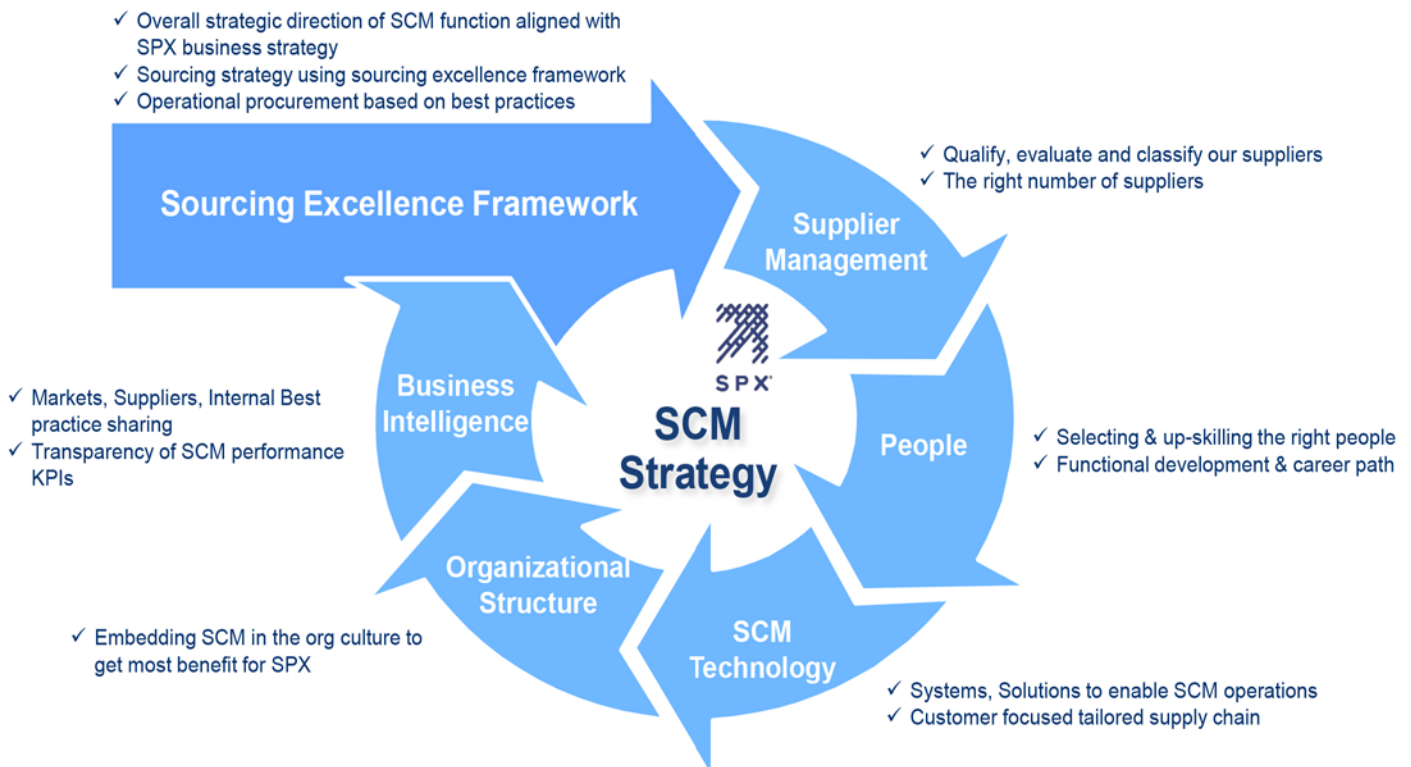 ✓ Overall strategic direction of SCM function aligned with
SPX business strategy
✓ Sourcing strategy using sourcing excellence framework
✓ Operational procurement based on best practices
Sourcing Excellence Framework
Supplier
Management
✓ Qualify, evaluate and classify our suppliers
✓ The right number of suppliers
People
✓ Selecting & up-skilling the right people
✓ Functional development & career path
SCM
Technology
✓ Systems, Solutions to enable SCM operations
✓ Customer focused tailored supply chain
Organizational
Structure
✓ Embedding SCM in the org culture to
get most benefit for SPX
Business
Intelligence
✓ Markets, Suppliers, Internal Best
practice sharing
✓ Transparency of SCM performance
KPIs
SPX
SCM
Strategy